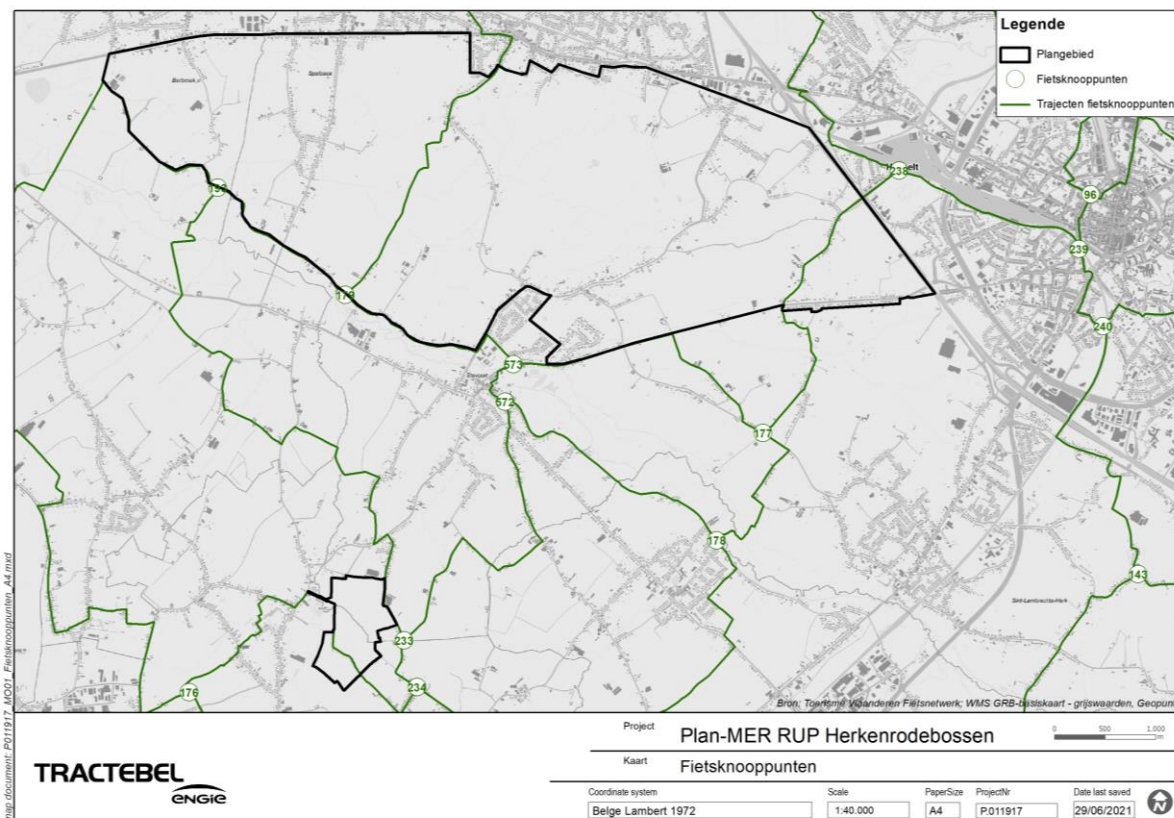 Legende
Plangebied
Fietsknooppunten
Trajecten fietsknooppunten
238
96
239
179
573
240
572
177
178
143
Sint-Lambrechts-Herk
233
234
176
Bron: Toerisme Vlaanderen Fietsnetwerk; WMS GRB-basiskaart - grijswaarden, Geopunt
map document: P011917_MO01_Fietsknooppunten_A4.mxd
Project
Plan-MER RUP Herkenrodebossen
0 500 1.000
m
Kaart
Fietsknooppunten
TRACTEBEL
ENGIE
Coordinate system
Scale
PaperSize
ProjectNr
Date last saved
Belge Lambert 1972
1:40.000
A4
P.011917
29/06/2021
N